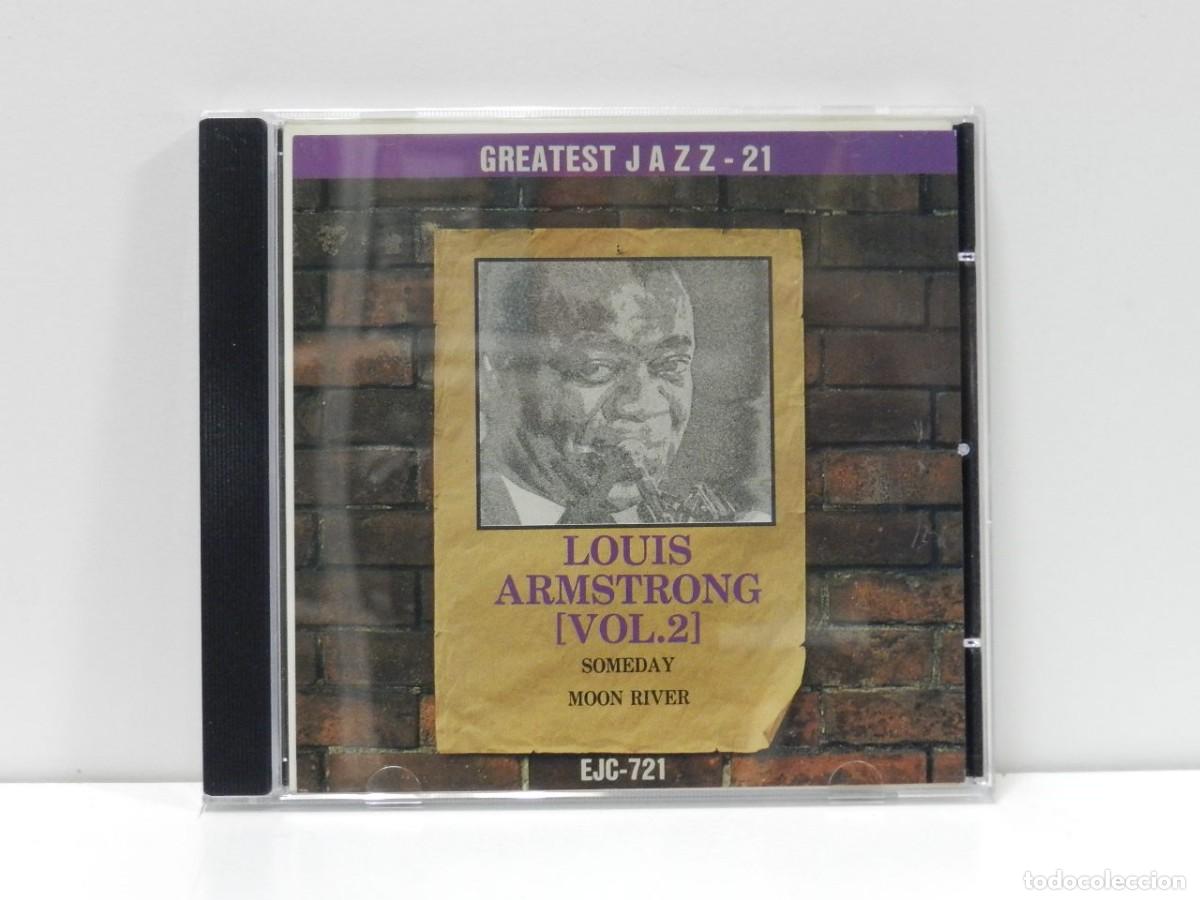 GREATEST JAZZ - 21
LOUIS
ARMSTRONG
[VOL.2]
SOMEDAY
MOON RIVER
EJC-721
todocoleccion